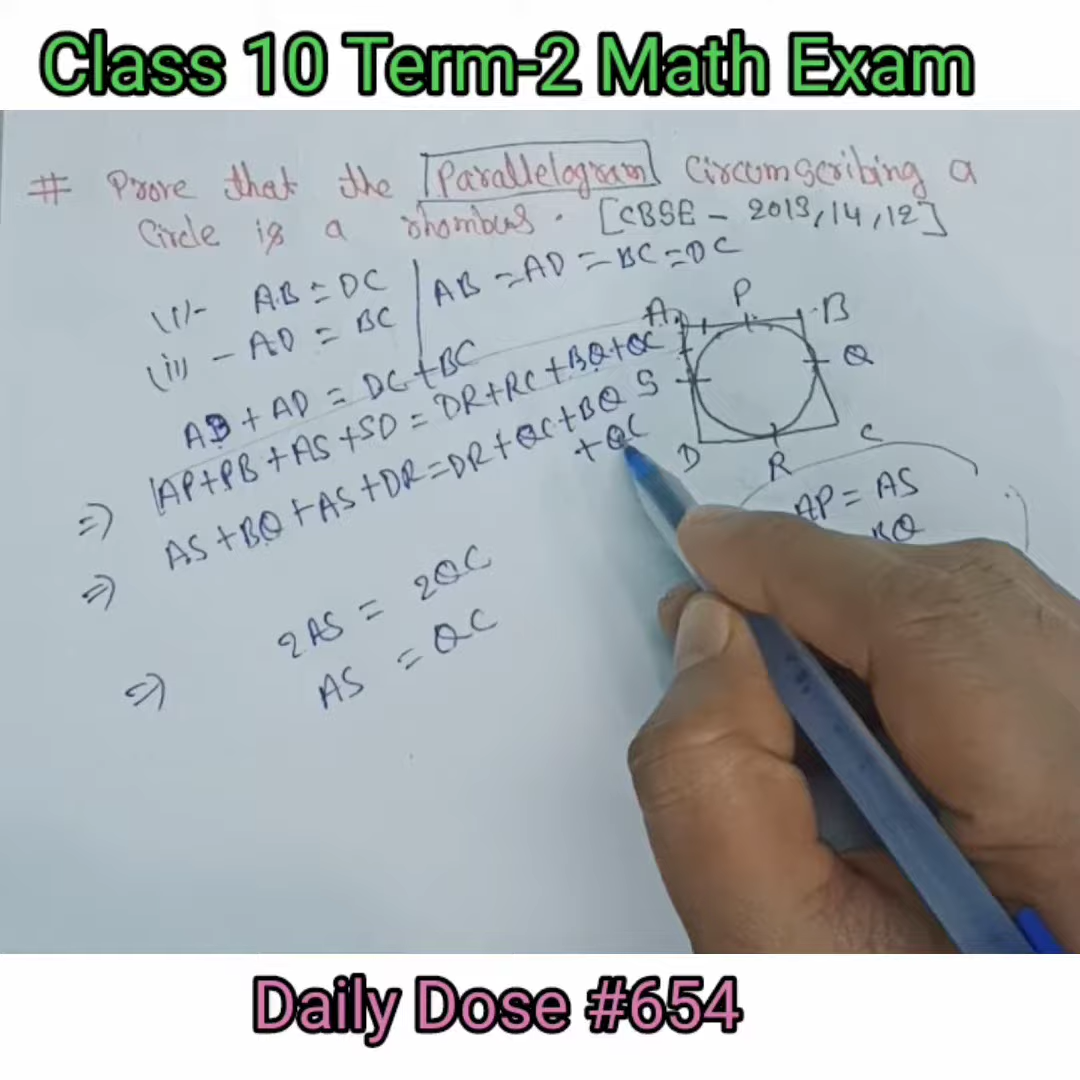 Class 10 Term-2 Math Exam
# Prove that the Parallelogram Circumscribing a
Circle is a rhombus. [CBSE - 2013, 14, 12]
(i)- AB = DC
(ii) - AD = BC
AB = AD = BC = DC
AB + AD = DC + BC
=> AP+PB + AS + SD = DR + RC + BQ + QC
=> AS + BQ + AS + DR = DR + QC + BQ
+ QC
2AS = 2QC
=> AS = QC
A P B
Q
S
D R C
AP = AS
BQ
Daily Dose #654